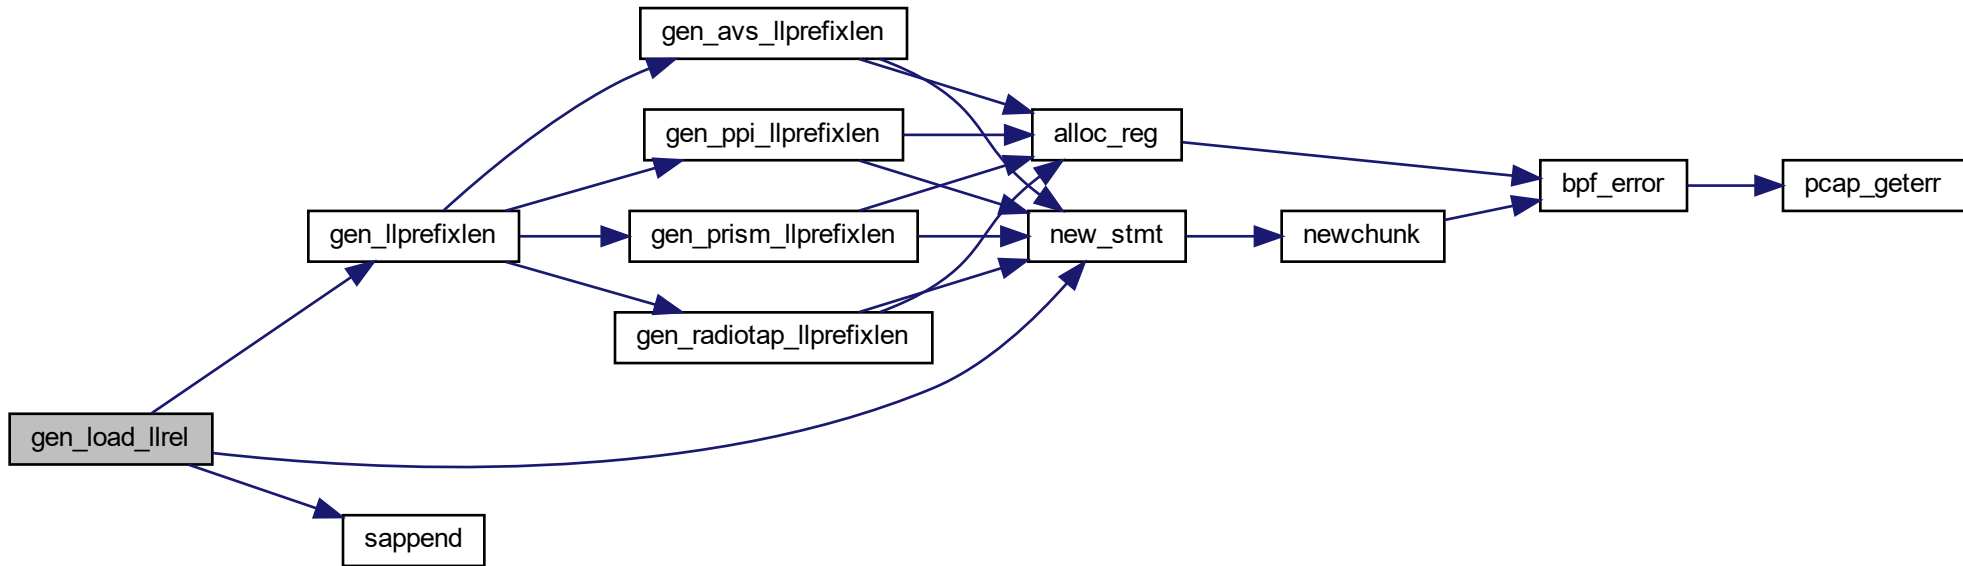 gen_avs_llprefixlen
gen_ppi_llprefixlen
alloc_reg
bpf_error
pcap_geterr
gen_llprefixlen
gen_prism_llprefixlen
new_stmt
newchunk
gen_radiotap_llprefixlen
gen_load_llrel
sappend